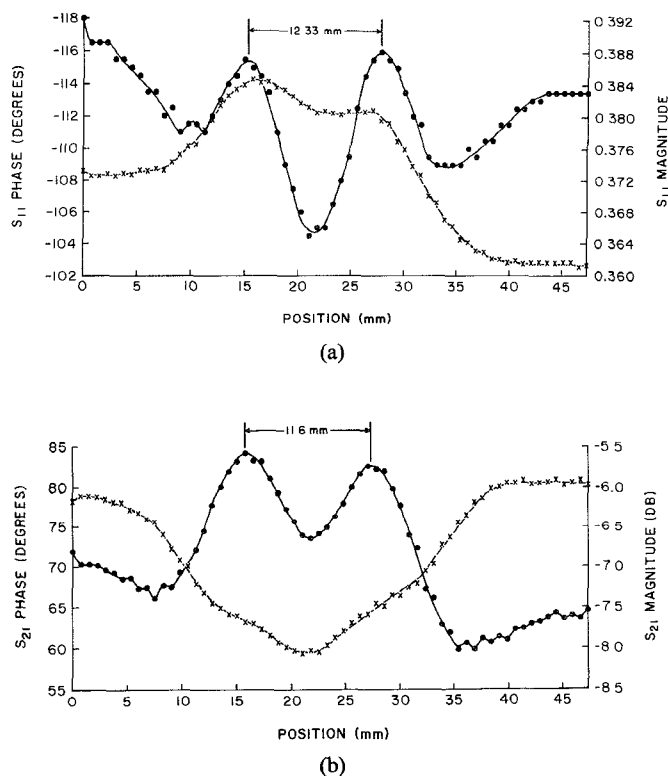 12 33 mm
-118
-116
-114
-112
-110
-108
-106
-104
-102
S11 PHASE (DEGREES)
0.392
0.388
0 384
0.380
0 376
0.372
0 368
0 364
0.360
S11 MAGNITUDE
0 5 10 15 20 25 30 35 40 45
POSITION (mm)
(a)
11 6 mm
85
80
75
70
65
60
55
S21 PHASE (DEGREES)
-5.5
-6.0
-6.5
-7.0
-7.5
-8.0
-8 5
S21 MAGNITUDE (DB)
0 5 10 15 20 25 30 35 40 45
POSITION (mm)
(b)